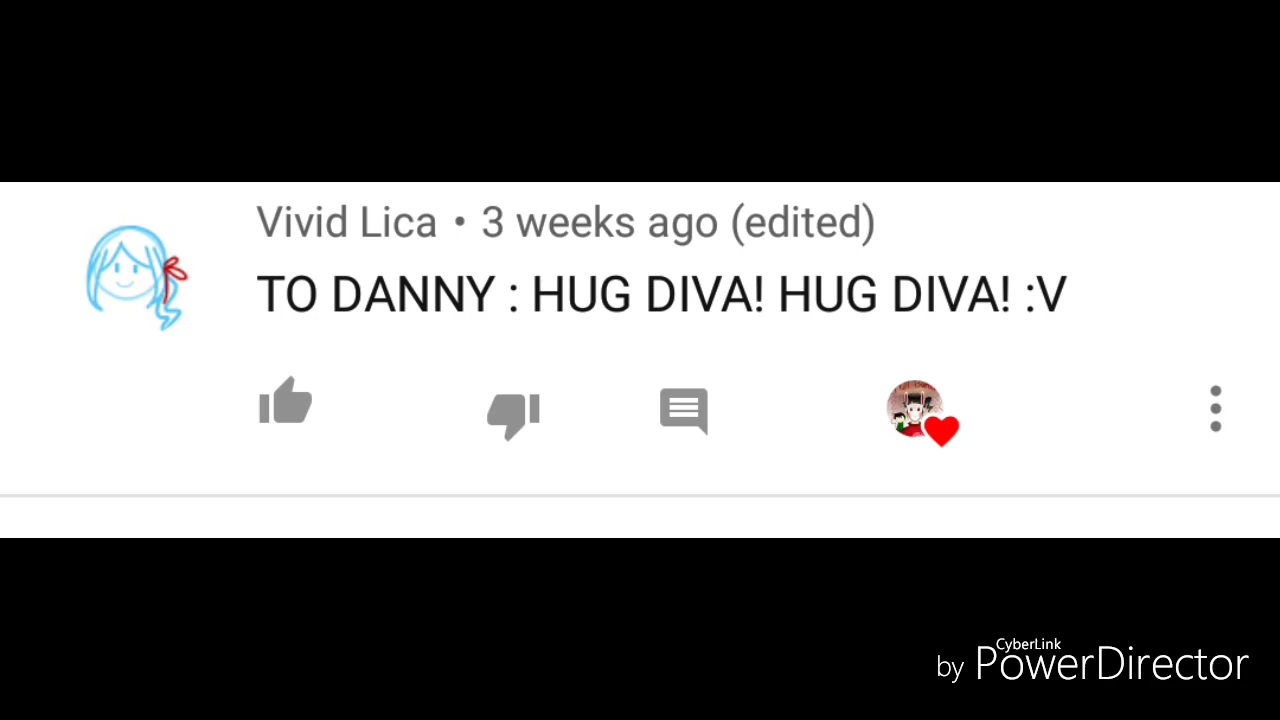 Vivid Lica • 3 weeks ago (edited)
TO DANNY : HUG DIVA! HUG DIVA! :V
CyberLink
by PowerDirector